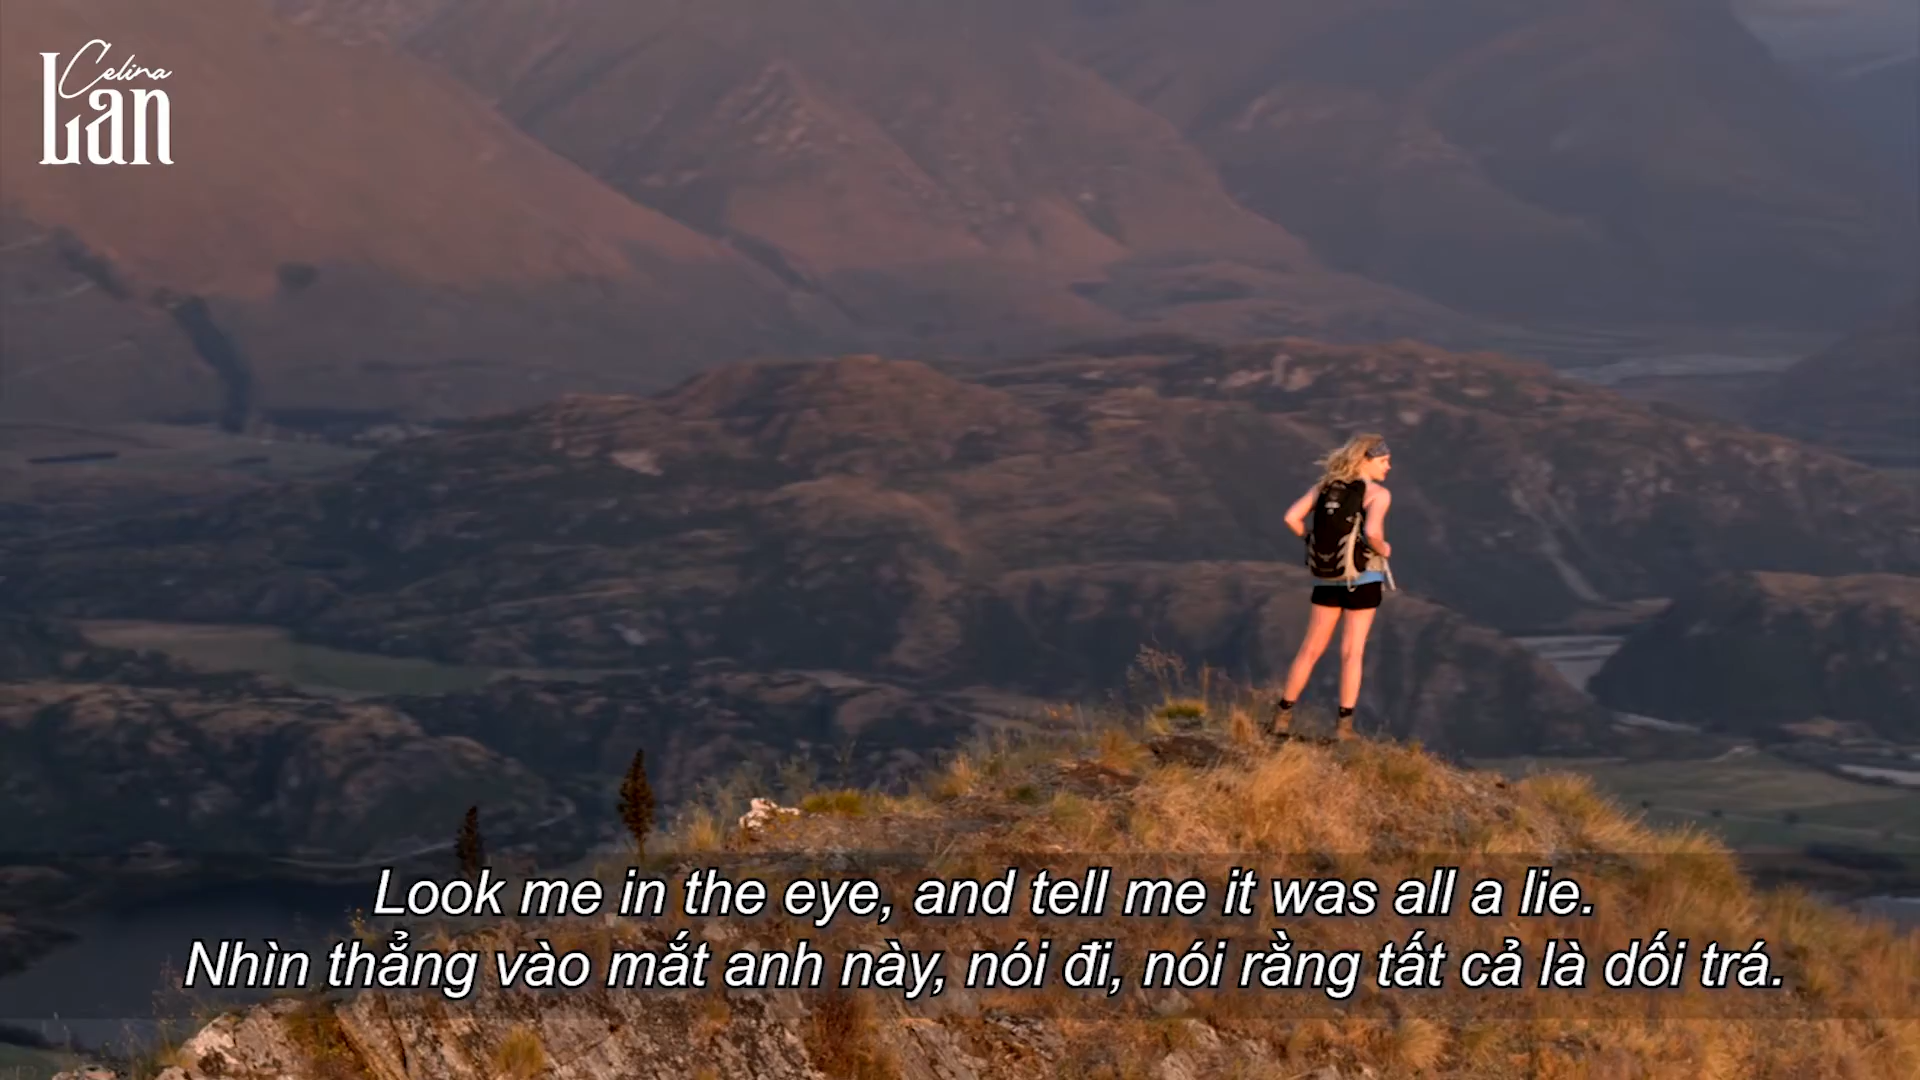 Celina
Lan
Look me in the eye, and tell me it was all a lie.
Nhìn thẳng vào mắt anh này, nói đi, nói rằng tất cả là dối trá.